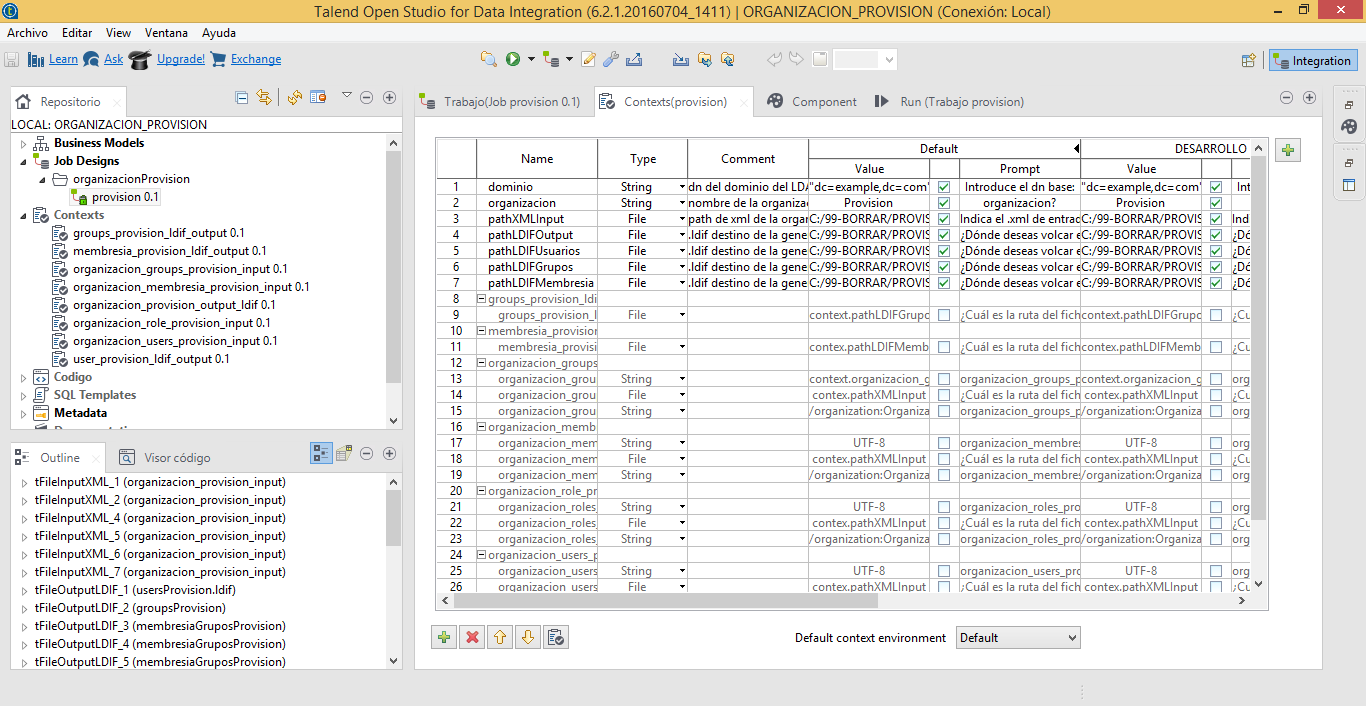 Talend Open Studio for Data Integration (6.2.1.20160704_1411) | ORGANIZACION_PROVISION (Conexión: Local)
Archivo Editar View Ventana Ayuda
Learn Ask Upgrade! Exchange Integration
Repositorio
LOCAL: ORGANIZACION_PROVISION
Business Models
Job Designs
organizacionProvision
provision 0.1
Contexts
groups_provision_ldif_output 0.1
membresia_provision_ldif_output 0.1
organizacion_groups_provision_input 0.1
organizacion_membresia_provision_input 0.1
organizacion_provision_output_ldif 0.1
organizacion_role_provision_input 0.1
organizacion_users_provision_input 0.1
user_provision_ldif_output 0.1
Codigo
SQL Templates
Metadata
Outline Visor código
tFileInputXML_1 (organizacion_provision_input)
tFileInputXML_2 (organizacion_provision_input)
tFileInputXML_4 (organizacion_provision_input)
tFileInputXML_5 (organizacion_provision_input)
tFileInputXML_6 (organizacion_provision_input)
tFileInputXML_7 (organizacion_provision_input)
tFileOutputLDIF_1 (usersProvision.ldif)
tFileOutputLDIF_2 (groupsProvision)
tFileOutputLDIF_3 (membresiaGruposProvision)
tFileOutputLDIF_4 (membresiaGruposProvision)
tFileOutputLDIF_5 (membresiaGruposProvision)
Trabajo(Job provision 0.1) Contexts(provision) Component Run (Trabajo provision)
Name Type Comment Default DESARROLLO
Value Prompt Value
1 dominio String dn del dominio del LDA "dc=example,dc=com" Introduce el dn base: "dc=example,dc=com" Int
2 organizacion String nombre de la organiza Provision organizacion? Provision
3 pathXMLInput File path de xml de la orgar C:/99-BORRAR/PROVIS Indica el .xml de entrac C:/99-BORRAR/PROVIS Ind
4 pathLDIFOutput File .ldif destino de la gene C:/99-BORRAR/PROVIS ¿Dónde deseas volcar e C:/99-BORRAR/PROVIS ¿Dó
5 pathLDIFUsuarios File .ldif destino de la gene C:/99-BORRAR/PROVIS ¿Dónde deseas volcar e C:/99-BORRAR/PROVIS ¿Dó
6 pathLDIFGrupos File .ldif destino de la gene C:/99-BORRAR/PROVIS ¿Dónde deseas volcar e C:/99-BORRAR/PROVIS ¿Dó
7 pathLDIFMembresia File .ldif destino de la gene C:/99-BORRAR/PROVIS ¿Dónde deseas volcar e C:/99-BORRAR/PROVIS ¿Dó
8 groups_provision_ldi
9 groups_provision_l File context.pathLDIFGrupc ¿Cuál es la ruta del fich context.pathLDIFGrupc ¿Cu
10 membresia_provision
11 membresia_provisi File contex.pathLDIFMemb ¿Cuál es la ruta del fich contex.pathLDIFMemb ¿Cu
12 organizacion_groups
13 organizacion_grou String context.organizacion_g organizacion_groups_p context.organizacion_g org
14 organizacion_grou File contex.pathXMLInput ¿Cuál es la ruta del fich contex.pathXMLInput ¿Cu
15 organizacion_grou String /organization:Organiza organizacion_groups_p /organization:Organiza org
16 organizacion_memb
17 organizacion_mem String UTF-8 organizacion_membres UTF-8 org
18 organizacion_mem File contex.pathXMLInput ¿Cuál es la ruta del fich contex.pathXMLInput ¿Cu
19 organizacion_mem String /organization:Organiza organizacion_membres /organization:Organiza org
20 organizacion_role_pr
21 organizacion_roles_ String UTF-8 organizacion_roles_pro UTF-8 org
22 organizacion_roles_ File contex.pathXMLInput ¿Cuál es la ruta del fich contex.pathXMLInput ¿Cu
23 organizacion_roles_ String /organization:Organiza organizacion_roles_pro /organization:Organiza org
24 organizacion_users_p
25 organizacion_users String UTF-8 organizacion_users_pro UTF-8 org
26 organizacion_users File contex.pathXMLInput ¿Cuál es la ruta del fich contex.pathXMLInput ¿Cu
Default context environment Default